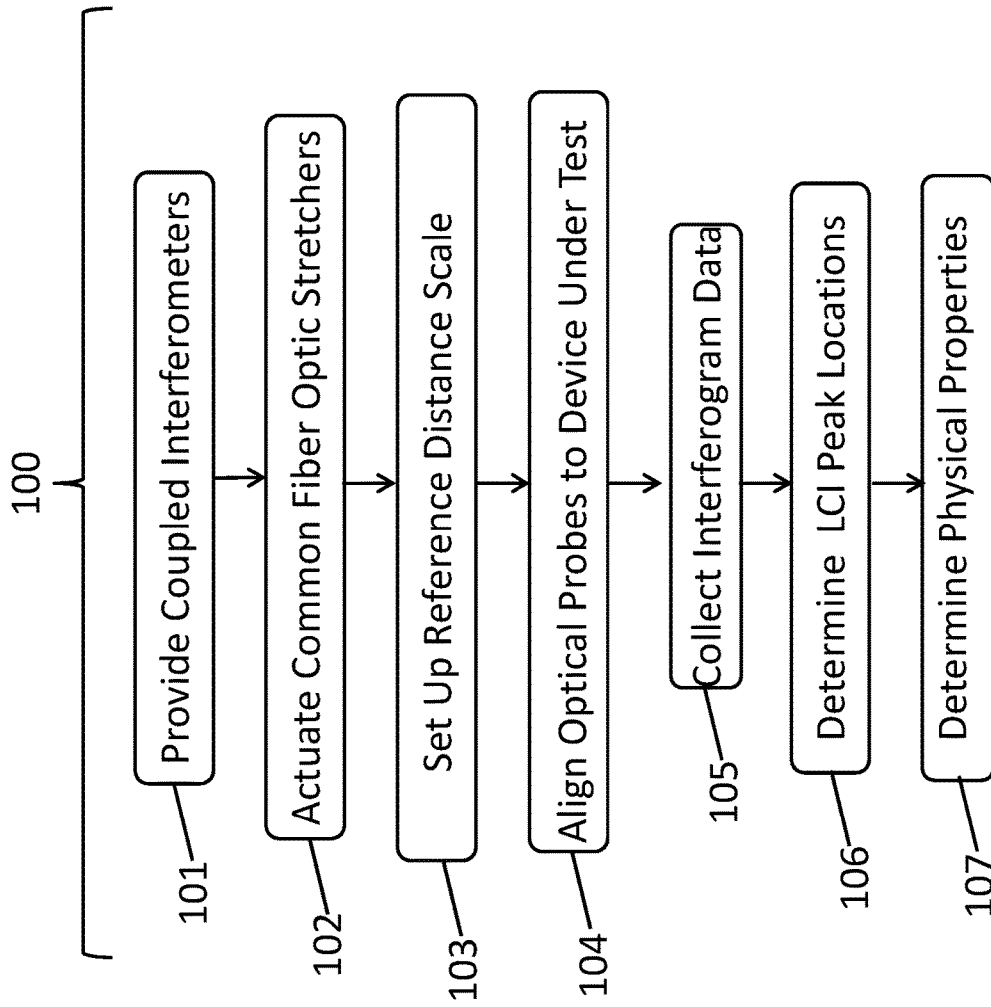 100
101
Provide Coupled Interferometers
102
Actuate Common Fiber Optic Stretchers
103
Set Up Reference Distance Scale
104
Align Optical Probes to Device Under Test
105
Collect Interferogram Data
106
Determine LCI Peak Locations
107
Determine Physical Properties